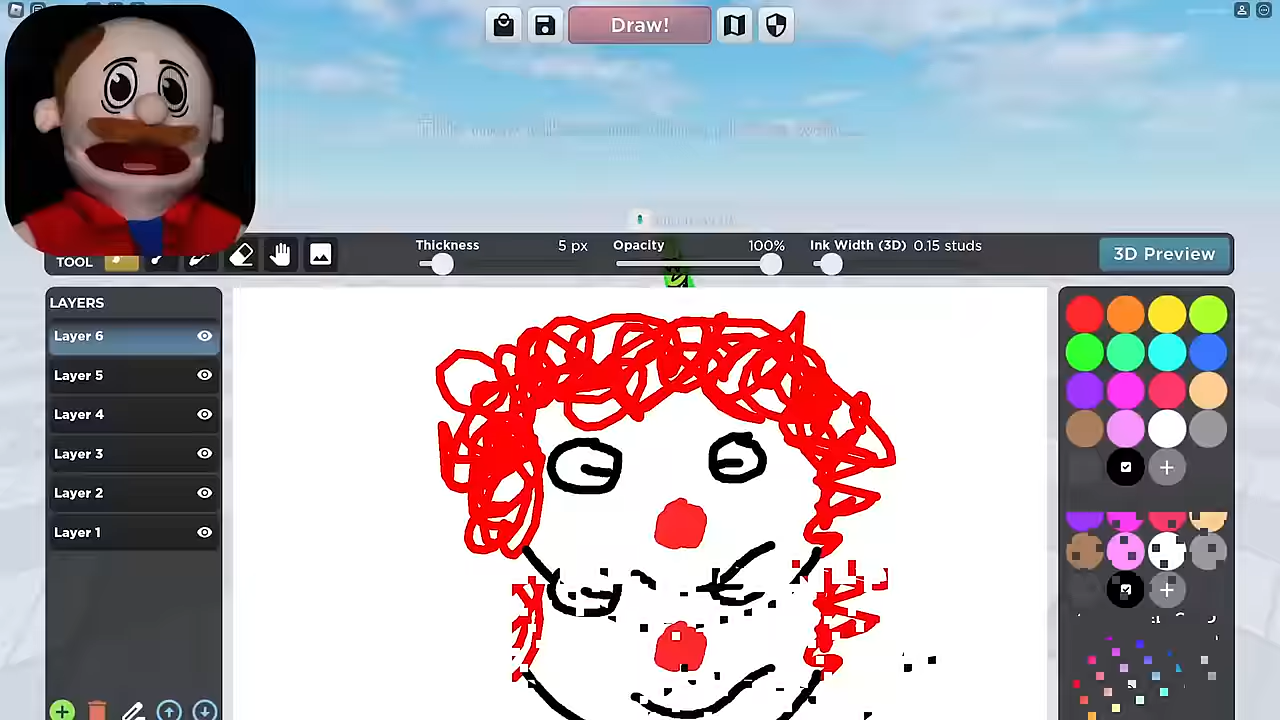 Draw!
Thickness 5 px Opacity 100% Ink Width (3D) 0.15 studs
TOOL
3D Preview
LAYERS
Layer 6
Layer 5
Layer 4
Layer 3
Layer 2
Layer 1